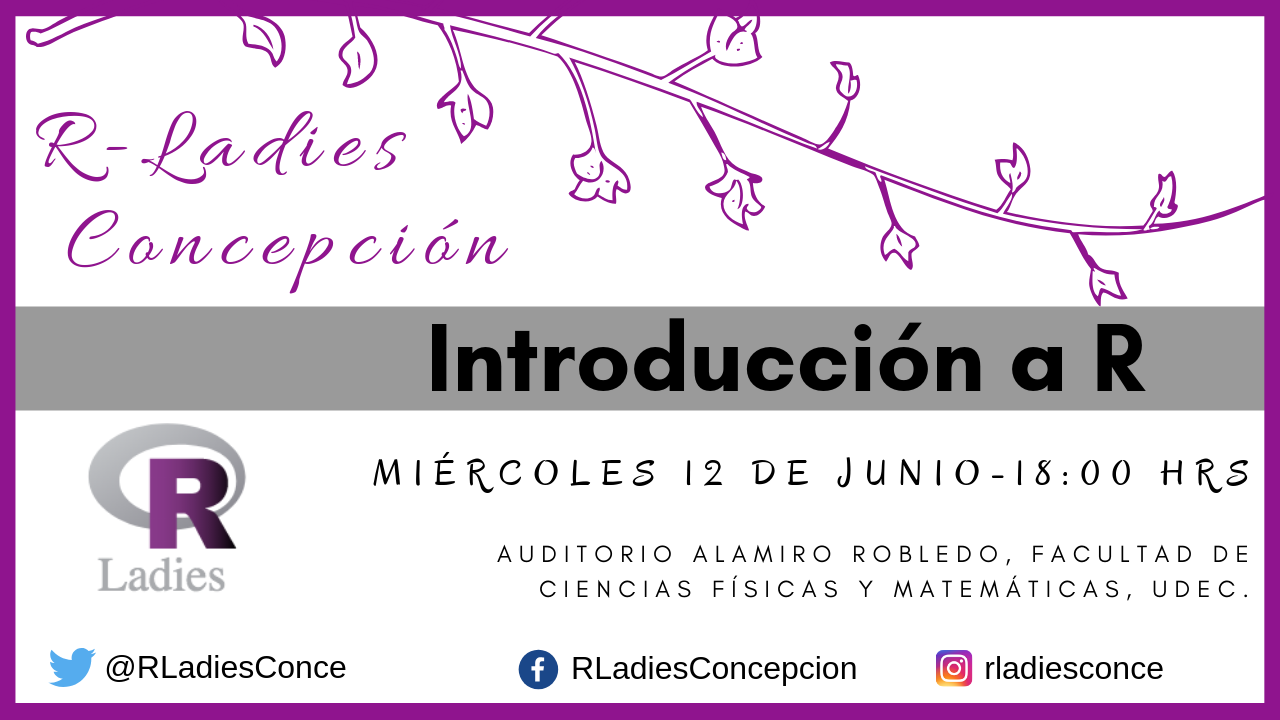 R-Ladies
Concepción
Introducción a R
R
Ladies
MIÉRCOLES 12 DE JUNIO-18:00 HRS
AUDITORIO ALAMIRO ROBLEDO, FACULTAD DE
CIENCIAS FÍSICAS Y MATEMÁTICAS, UDEC.
@RLadiesConce
RLadiesConcepcion
rladiesconce